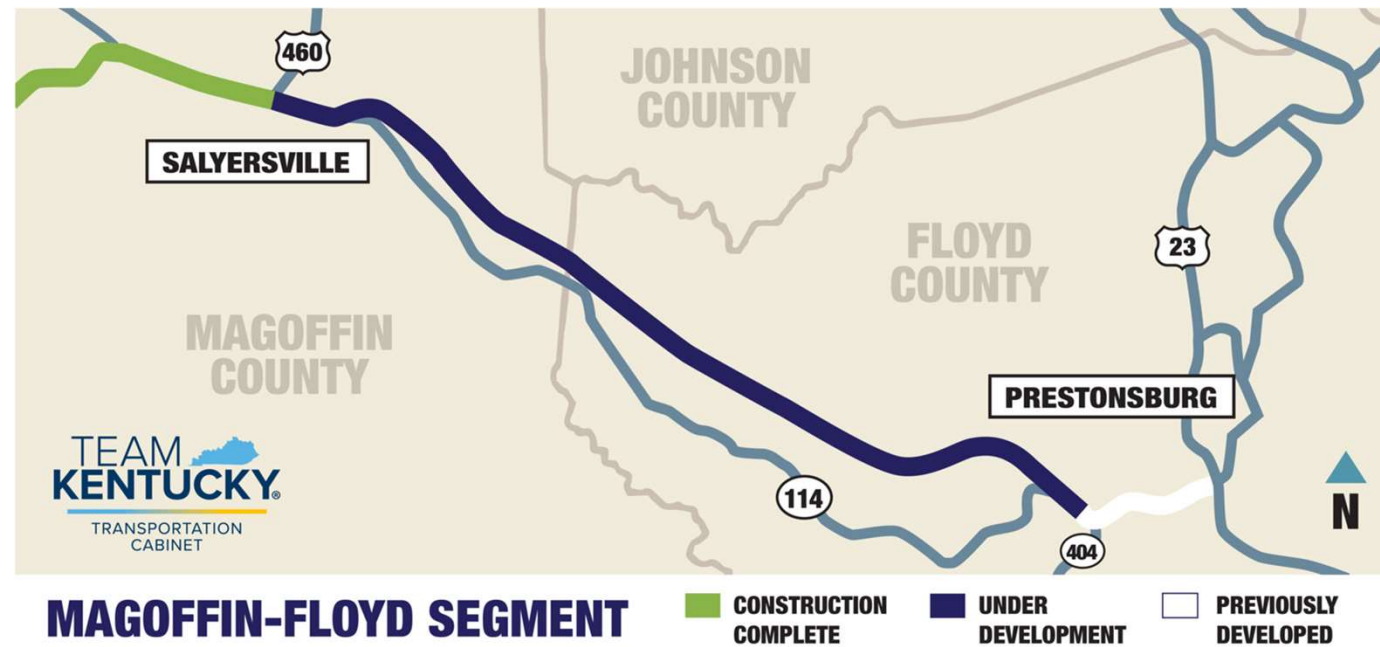 460
JOHNSON
COUNTY
SALYERSVILLE
FLOYD
COUNTY
23
MAGOFFIN
COUNTY
PRESTONSBURG
TEAM
KENTUCKY®
TRANSPORTATION
CABINET
114
N
404
MAGOFFIN-FLOYD SEGMENT
CONSTRUCTION
COMPLETE
UNDER
DEVELOPMENT
PREVIOUSLY
DEVELOPED